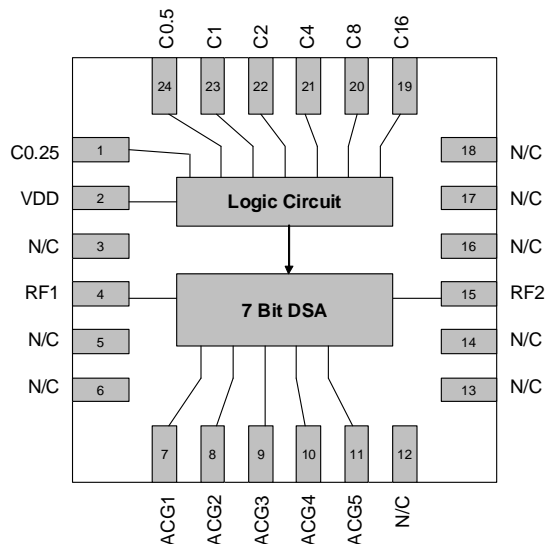 C0.5 C1 C2 C4 C8 C16
24 23 22 21 20 19
C0.25 1 18 N/C
VDD 2 Logic Circuit 17 N/C
N/C 3 16 N/C
RF1 4 7 Bit DSA 15 RF2
N/C 5 14 N/C
N/C 6 13 N/C
7 8 9 10 11 12
ACG1 ACG2 ACG3 ACG4 ACG5 N/C